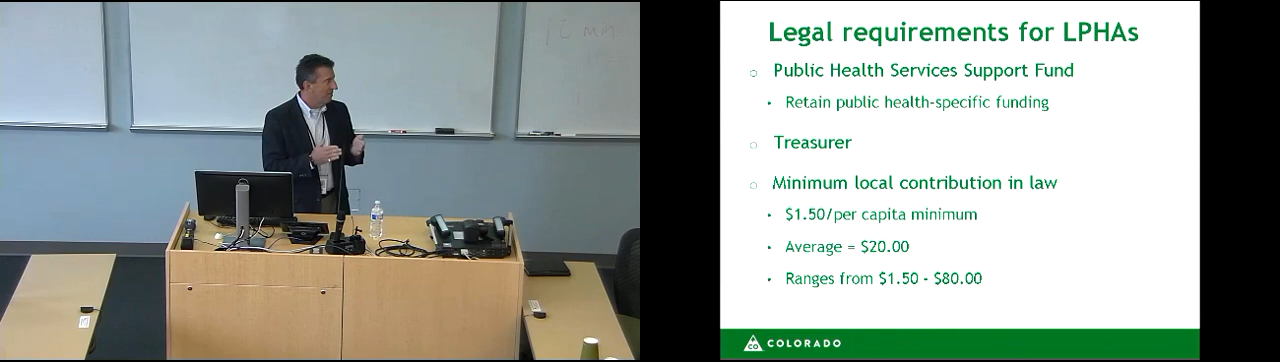 Legal requirements for LPHAs
Public Health Services Support Fund
Retain public health-specific funding
Treasurer
Minimum local contribution in law
$1.50/per capita minimum
Average = $20.00
Ranges from $1.50 - $80.00
CO COLORADO